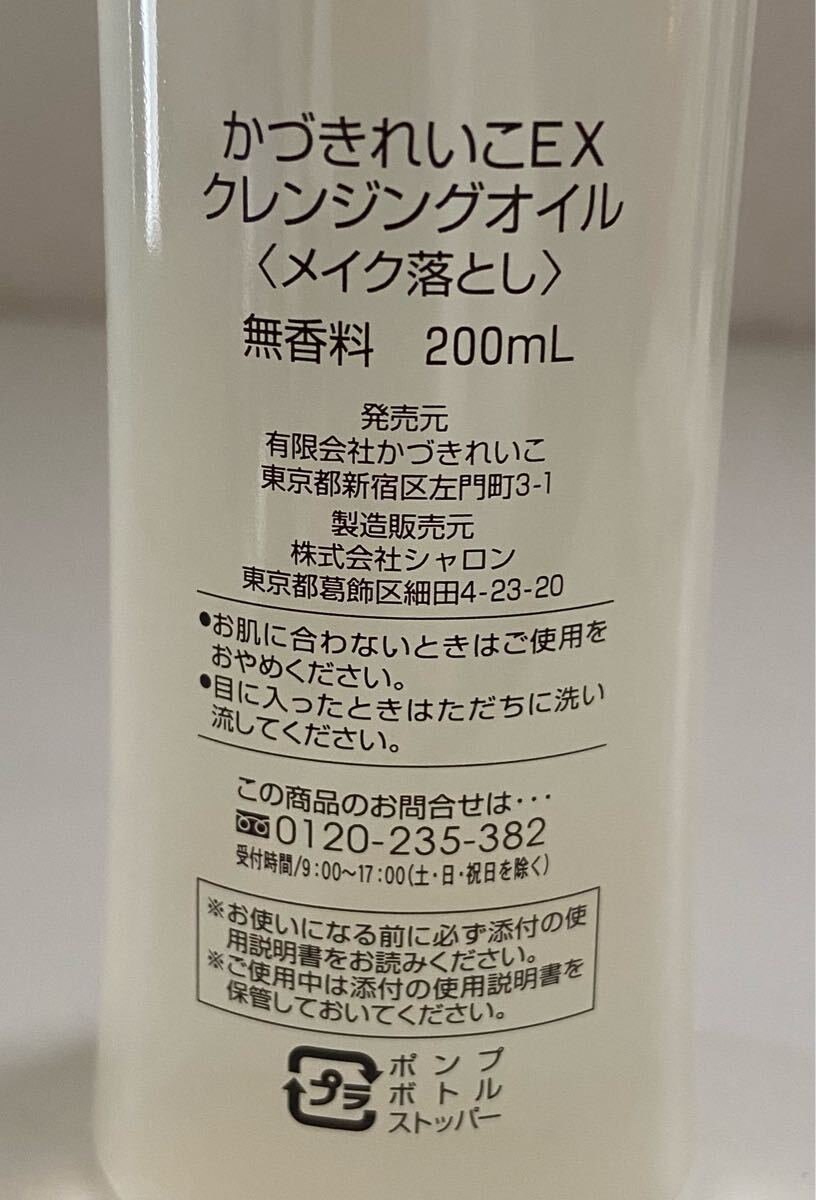 かづきれいこEX
クレンジングオイル
〈メイク落とし〉
無香料 200mL
発売元
有限会社かづきれいこ
東京都新宿区左門町3-1
製造販売元
株式会社シャロン
東京都葛飾区細田4-23-20
●お肌に合わないときはご使用を
おやめください。
●目に入ったときはただちに洗い
流してください。
この商品のお問合せは･･･
0120-235-382
受付時間/9:00～17:00(土・日・祝日を除く)
※お使いになる前に必ず添付の使
用説明書をお読みください。
※ご使用中は添付の使用説明書を
保管しておいてください。
プラ
ポンプ
ボトル
ストッパー